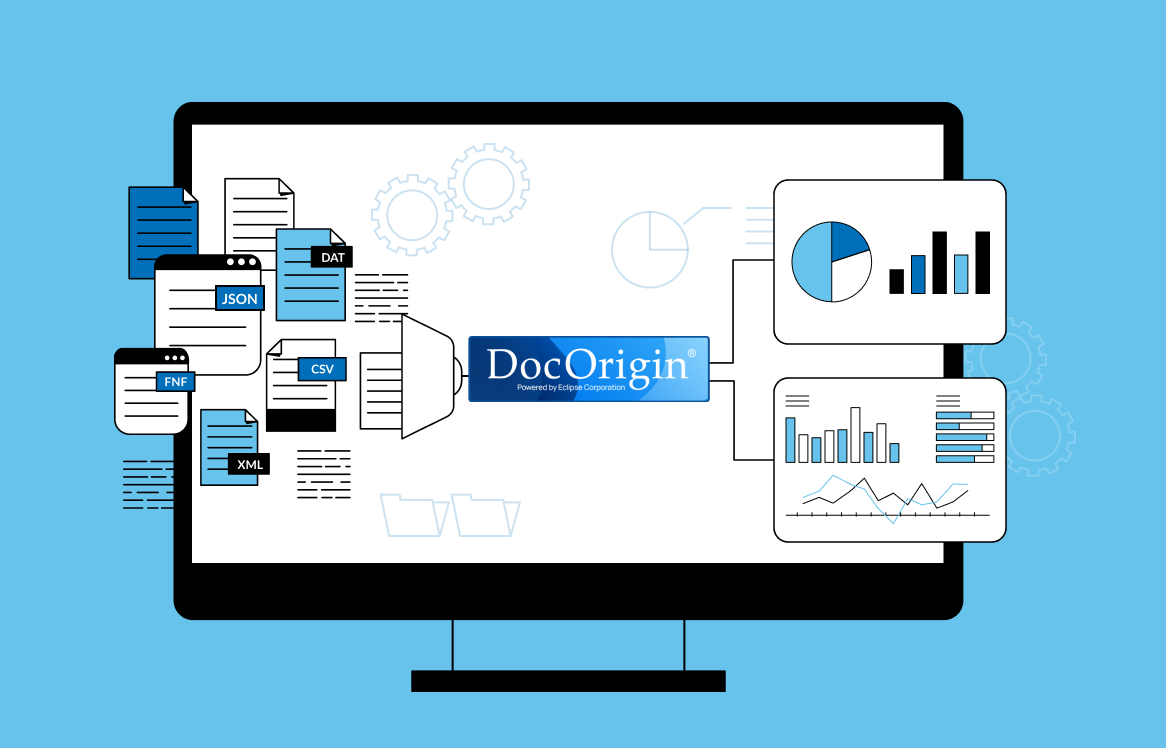 DAT
JSON
CSV
FNF
XML
DocOrigin®
Powered by Eclipse Corporation